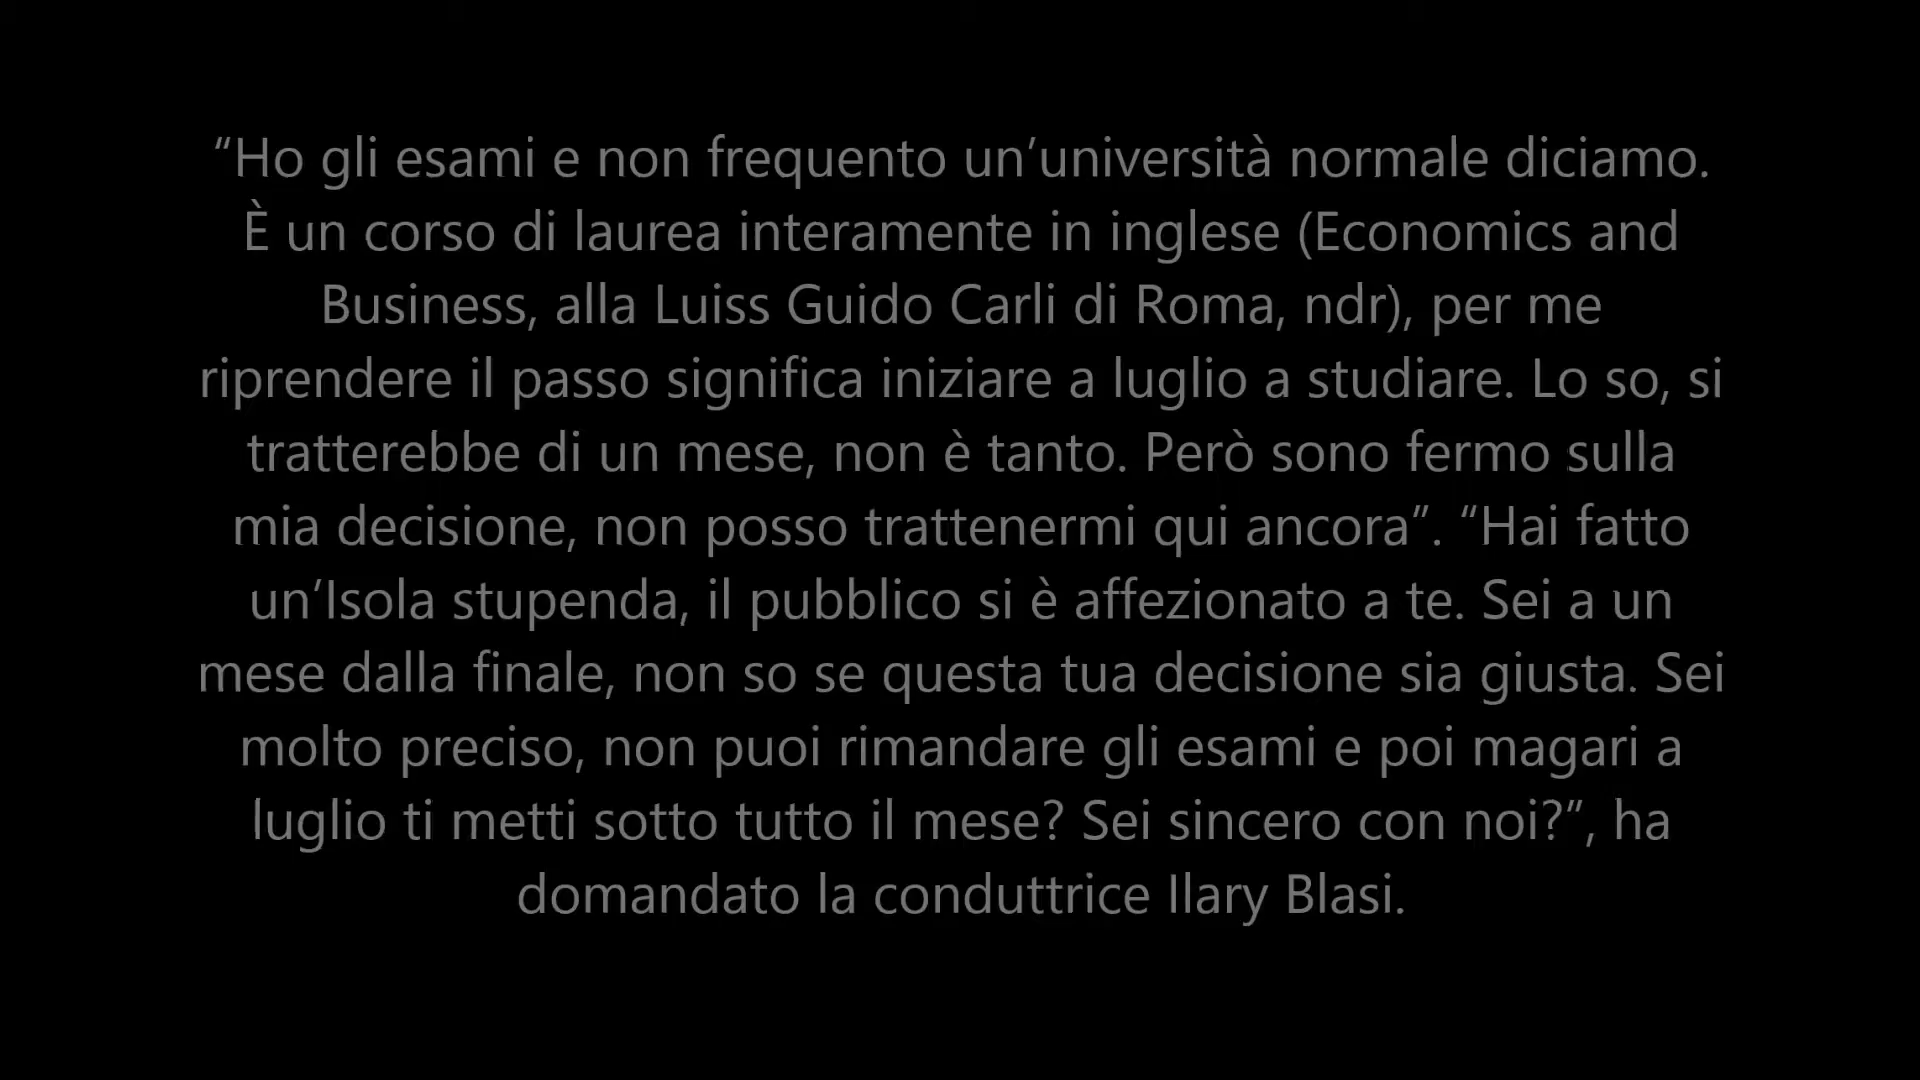 “Ho gli esami e non frequento un’università normale diciamo.
È un corso di laurea interamente in inglese (Economics and
Business, alla Luiss Guido Carli di Roma, ndr), per me
riprendere il passo significa iniziare a luglio a studiare. Lo so, si
tratterebbe di un mese, non è tanto. Però sono fermo sulla
mia decisione, non posso trattenermi qui ancora”. “Hai fatto
un’Isola stupenda, il pubblico si è affezionato a te. Sei a un
mese dalla finale, non so se questa tua decisione sia giusta. Sei
molto preciso, non puoi rimandare gli esami e poi magari a
luglio ti metti sotto tutto il mese? Sei sincero con noi?”, ha
domandato la conduttrice Ilary Blasi.